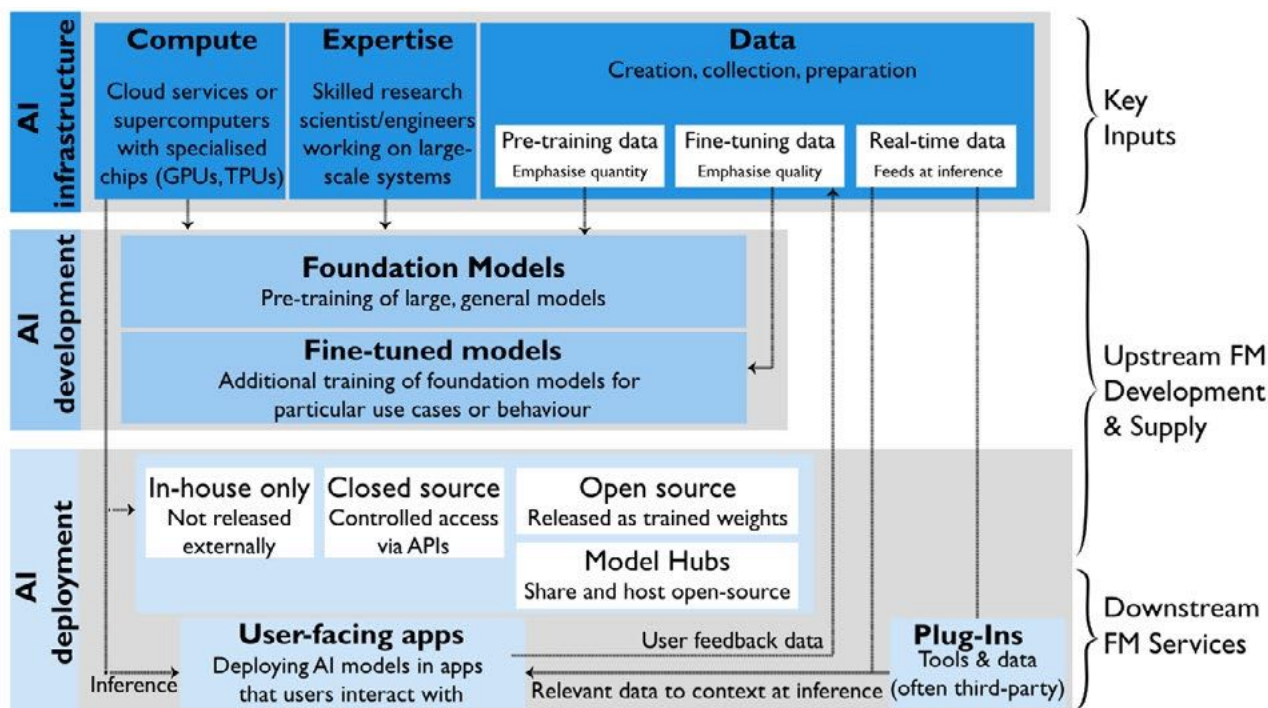 AI
infrastructure
Compute
Cloud services or
supercomputers
with specialised
chips (GPUs, TPUs)
Expertise
Skilled research
scientist/engineers
working on large-
scale systems
Data
Creation, collection, preparation
Pre-training data
Emphasise quantity
Fine-tuning data
Emphasise quality
Real-time data
Feeds at inference
Key
Inputs
AI
development
Foundation Models
Pre-training of large, general models
Fine-tuned models
Additional training of foundation models for
particular use cases or behaviour
Upstream FM
Development
& Supply
AI
deployment
In-house only
Not released
externally
Closed source
Controlled access
via APIs
Open source
Released as trained weights
Model Hubs
Share and host open-source
User-facing apps
Deploying AI models in apps
that users interact with
Inference
User feedback data
Relevant data to context at inference
Plug-Ins
Tools & data
(often third-party)
Downstream
FM Services